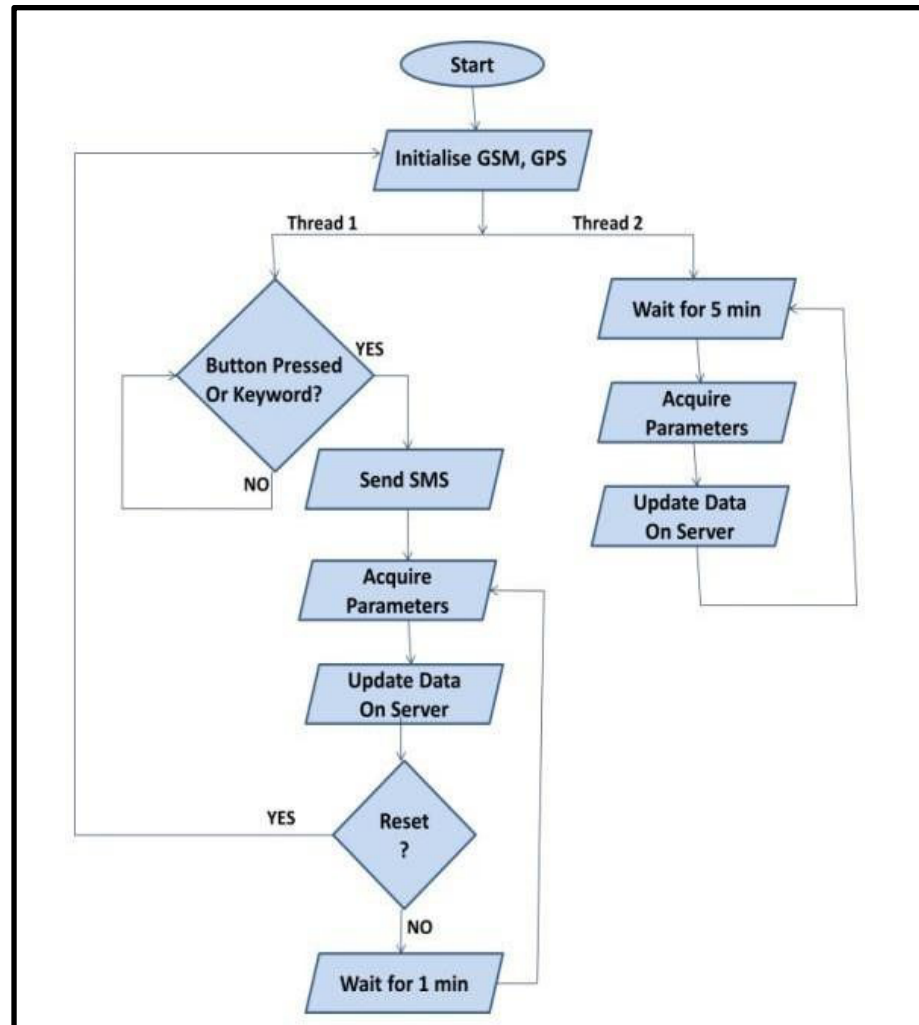 Start
Initialise GSM, GPS
Thread 1
Thread 2
Button Pressed
Or Keyword?
YES
NO
Send SMS
Acquire
Parameters
Update Data
On Server
Reset
?
YES
NO
Wait for 1 min
Wait for 5 min
Acquire
Parameters
Update Data
On Server